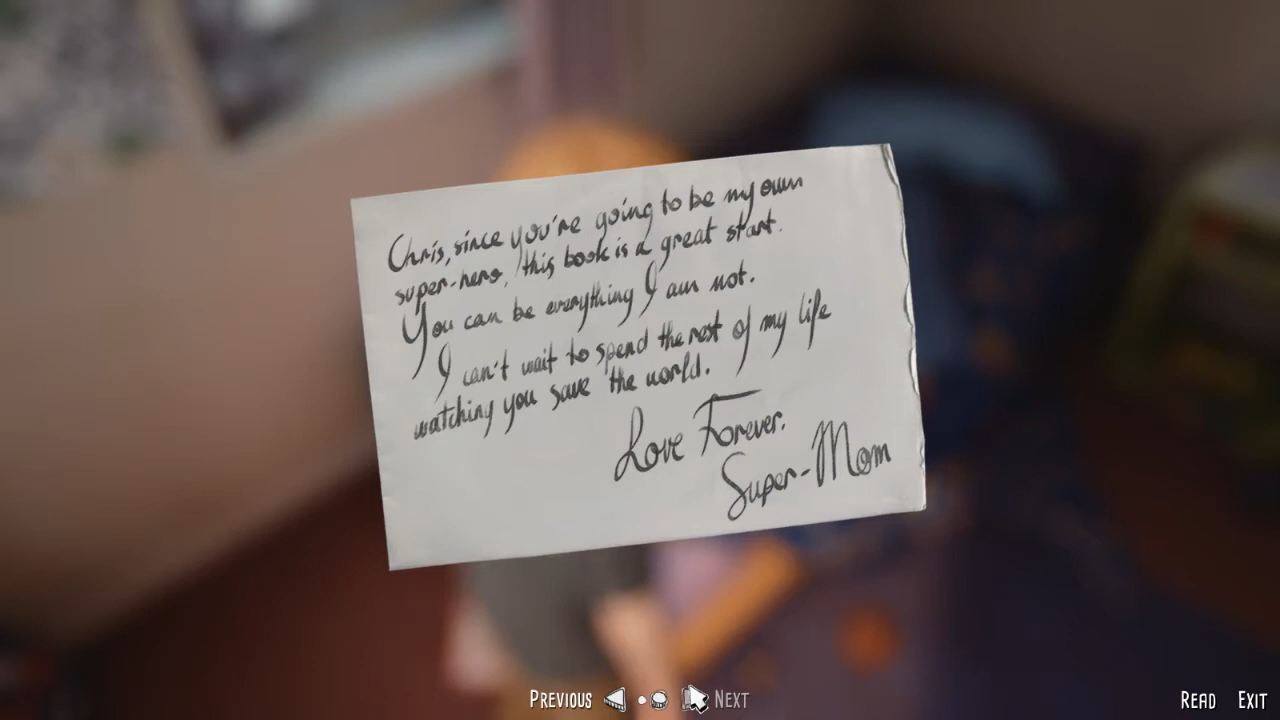 Chris, since you're going to be my own
super-hero, this book is a great start.
You can be everything I am not.
I can't wait to spend the rest of my life
watching you save the world.
Love Forever.
Super-Mom
PREVIOUS NEXT
READ EXIT